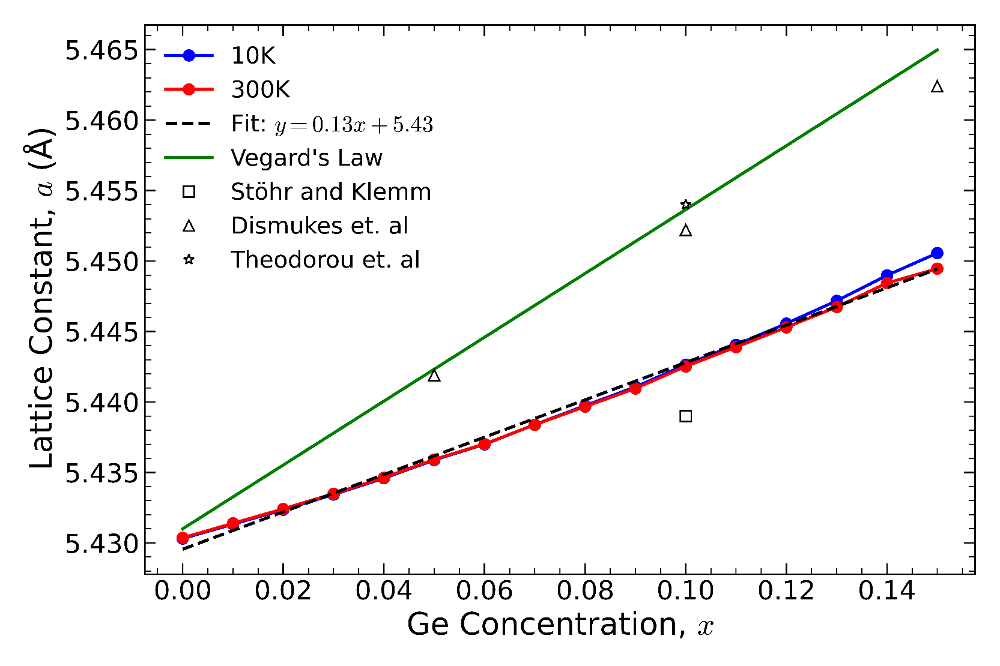 5.465
5.460
5.455
5.450
5.445
5.440
5.435
5.430
Lattice Constant, a (Å)
10K
300K
Fit: y = 0.13x + 5.43
Vegard's Law
Stöhr and Klemm
Dismukes et. al
Theodorou et. al
0.00 0.02 0.04 0.06 0.08 0.10 0.12 0.14
Ge Concentration, x